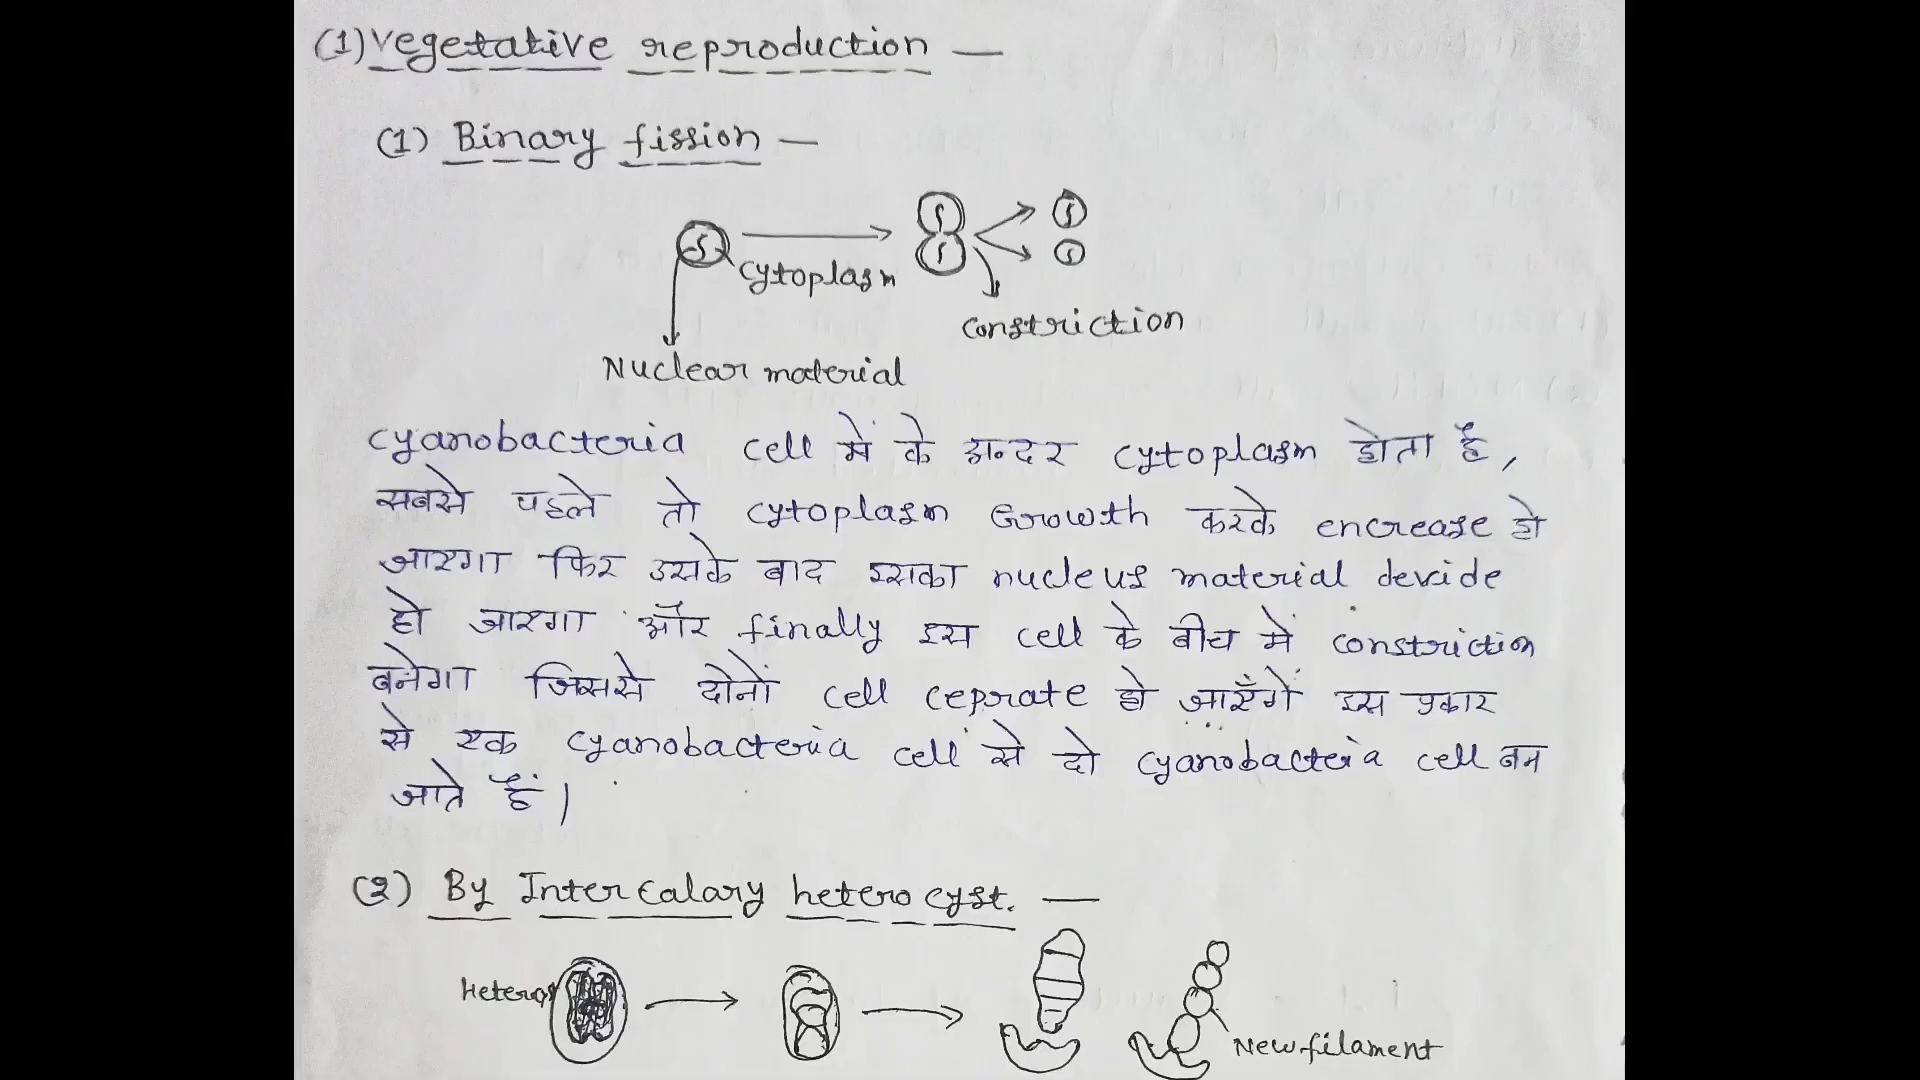 (1) Vegetative reproduction —
(1) Binary fission —
Cytoplasm
Constriction
Nuclear material
Cyanobacteria cell में के अन्दर cytoplasm होता है,
सबसे पहले तो cytoplasm Growth करके encrease हो
जाएगा फिर उसके बाद इसका nucleus material devide
हो जाएगा और finally इस cell के बीच में constriction
बनेगा जिससे दोनों cell ceprate हो जाएँगें इस प्रकार
से एक cyanobacteria cell से दो cyanobacteria cell बन
जाते हैं।
(2) By Intercalary heterocyst. —
New filament